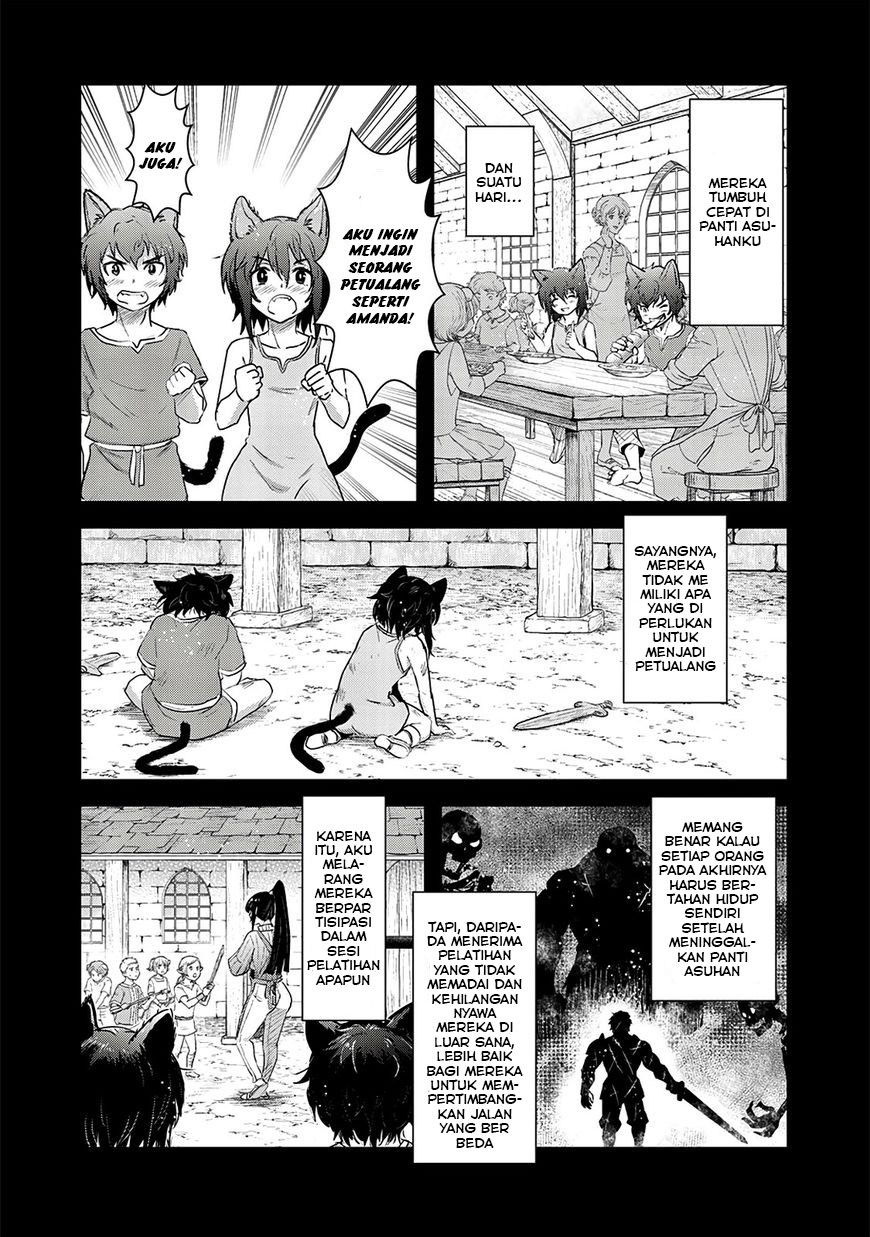 MEREKA
TUMBUH
CEPAT DI
PANTI ASU-
HANKU
DAN
SUATU
HARI...
AKU INGIN
MENJADI
SEORANG
PETUALANG
SEPERTI
AMANDA!
AKU
JUGA!
SAYANGNYA,
MEREKA
TIDAK ME
MILIKI APA
YANG DI
PERLUKAN
UNTUK
MENJADI
PETUALANG
MEMANG
BENAR KALAU
SETIAP ORANG
PADA AKHIRNYA
HARUS BER-
TAHAN HIDUP
SENDIRI
SETELAH
MENINGGAL-
KAN PANTI
ASUHAN
TAPI, DARIPA-
DA MENERIMA
PELATIHAN
YANG TIDAK
MEMADAI DAN
KEHILANGAN
NYAWA
MEREKA DI
LUAR SANA,
LEBIH BAIK
BAGI MEREKA
UNTUK MEM-
PERTIMBANG-
KAN JALAN
YANG BER
BEDA
KARENA
ITU, AKU
MELA-
RANG
MEREKA
BERPAR
TISIPASI
DALAM
SESI
PELATIHAN
APAPUN